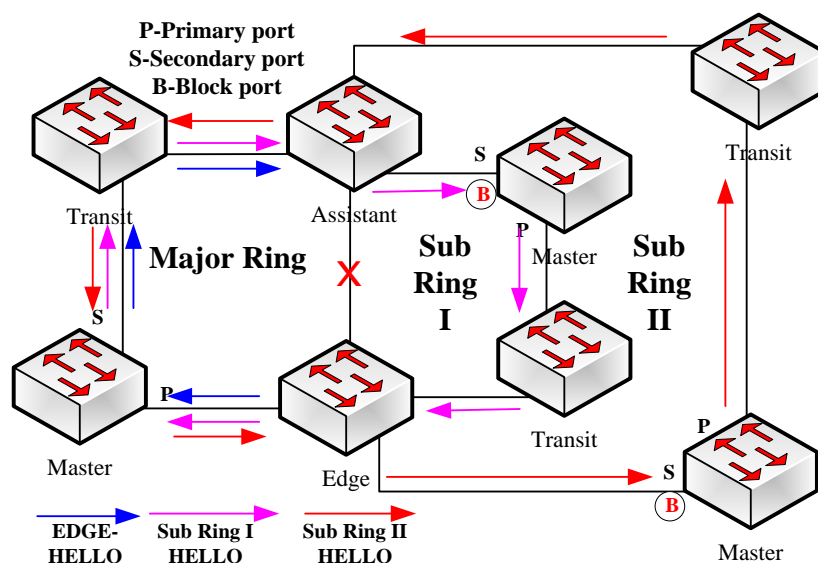 P-Primary port
S-Secondary port
B-Block port
Transit
Assistant
S
B
P
Master
Transit
Major Ring
Sub
Ring
I
Sub
Ring
II
X
S
P
Master
Edge
Transit
P
S
B
Master
EDGE-
HELLO
Sub Ring I
HELLO
Sub Ring II
HELLO